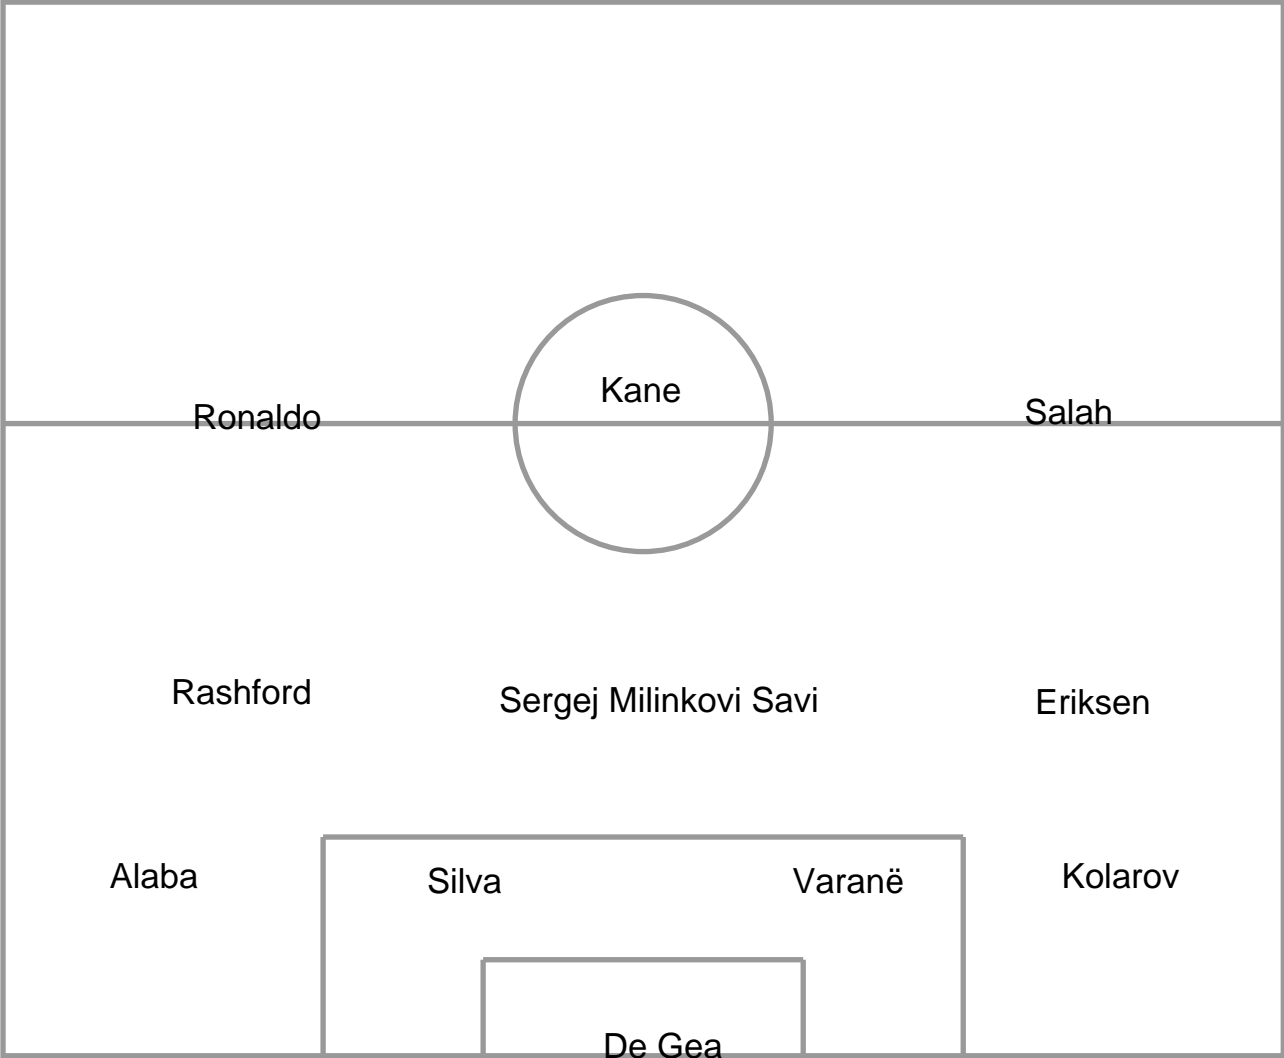 Kane
Ronaldo
Salah
Rashford
Sergej Milinkovi Savi
Eriksen
Alaba
Silva
Varanë
Kolarov
De Gea